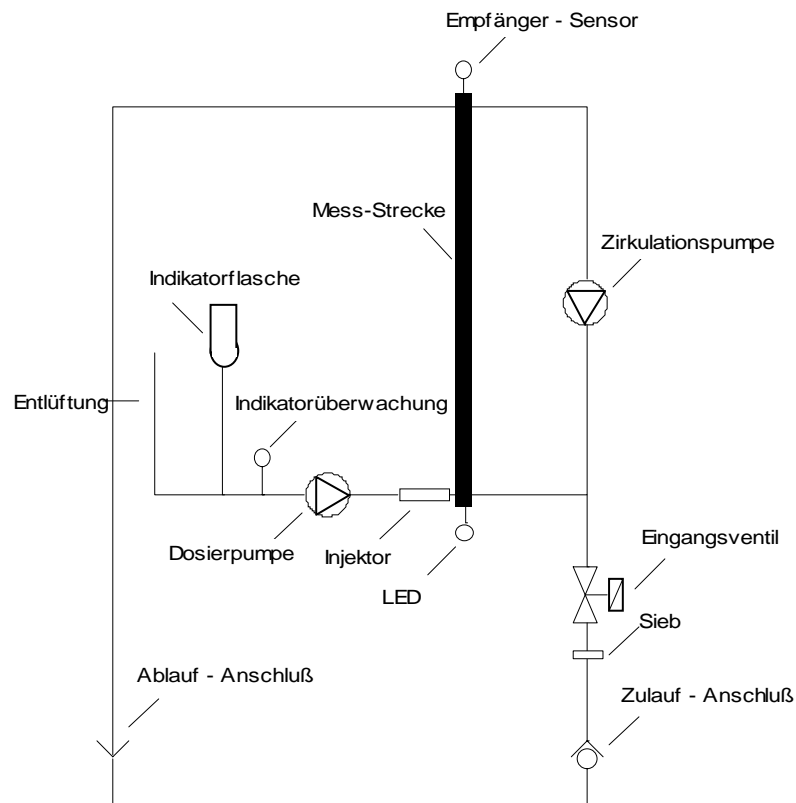 Empfänger - Sensor
Mess-Strecke
Zirkulationspumpe
Indikatorflasche
Entlüftung
Indikatorüberwachung
Dosierpumpe
Injektor
Eingangsventil
LED
Sieb
Ablauf - Anschluß
Zulauf - Anschluß